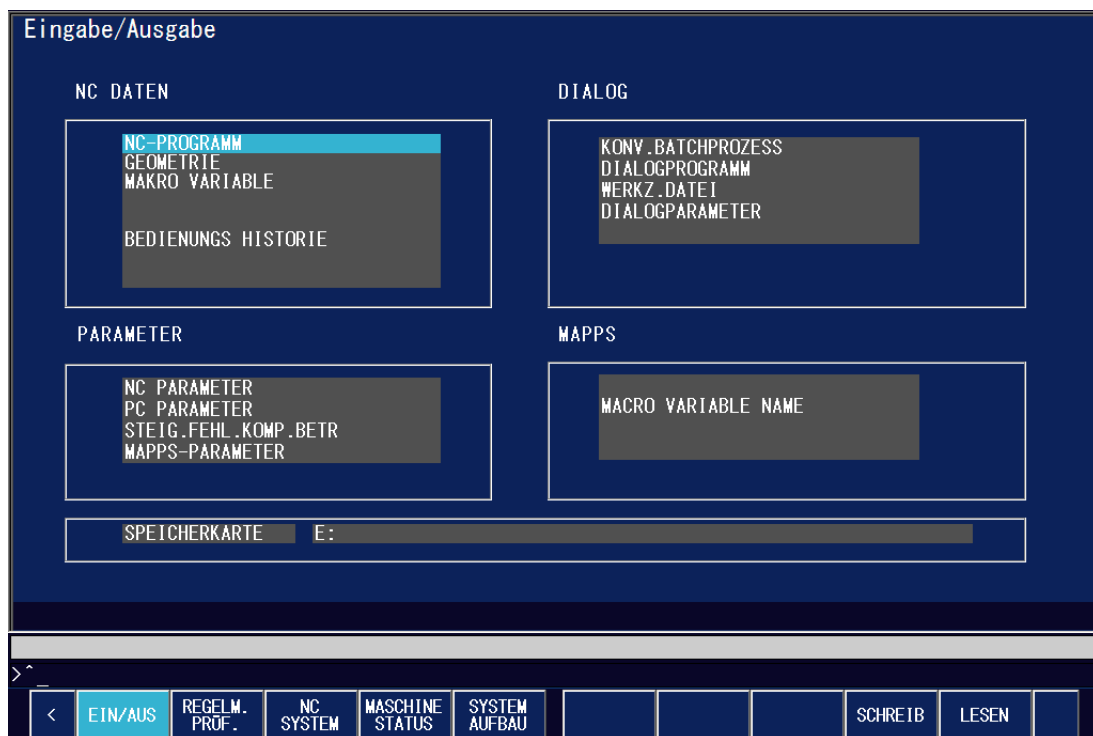 Eingabe/Ausgabe
NC DATEN
NC-PROGRAMM
GEOMETRIE
MAKRO VARIABLE
BEDIENUNGS HISTORIE
DIALOG
KONV.BATCHPROZESS
DIALOGPROGRAMM
WERKZ.DATEI
DIALOGPARAMETER
PARAMETER
NC PARAMETER
PC PARAMETER
STEIG.FEHL.KOMP.BETR
MAPPS-PARAMETER
MAPPS
MACRO VARIABLE NAME
SPEICHERKARTE E:
>^_
<
EIN/AUS
REGELM.
PRÜF.
NC
SYSTEM
MASCHINE
STATUS
SYSTEM
AUFBAU
SCHREIB
LESEN